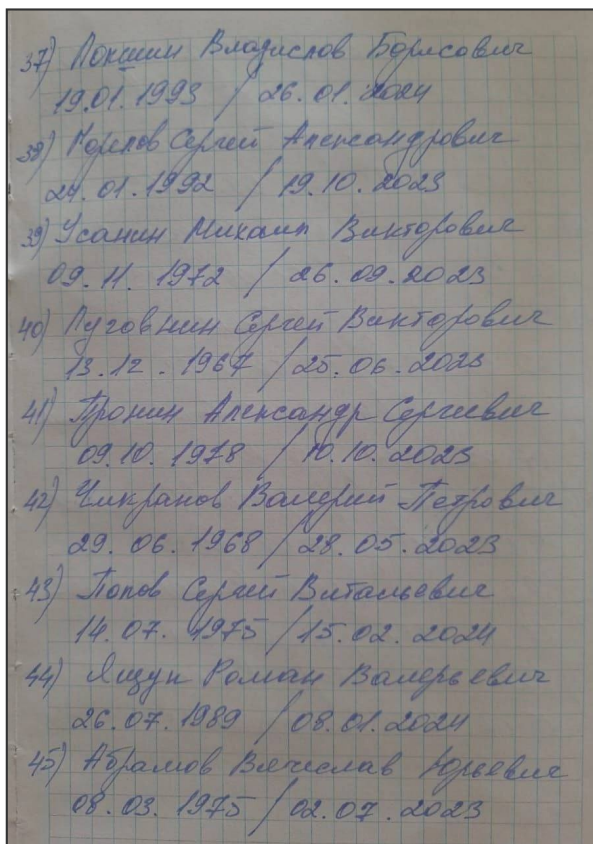 37) Локшин Владислов Борисович
19.01.1993 / 26.01.2024
38) Горелов Сергей Александрович
24.01.1992 / 19.10.2023
39) Усанин Михаил Викторович
09.11.1972 / 26.09.2023
40) Луговнин Сергей Викторович
13.12.1967 / 25.06.2023
41) Пронин Александр Сергеевич
09.10.1978 / 10.10.2023
42) Чикранов Валерий Петрович
29.06.1968 / 28.05.2023
43) Попов Сергей Витальевич
14.07.1975 / 15.02.2024
44) Ящук Роман Валерьевич
26.07.1989 / 08.01.2024
45) Абрамов Вячеслав Юрьевич
08.03.1975 / 02.07.2023